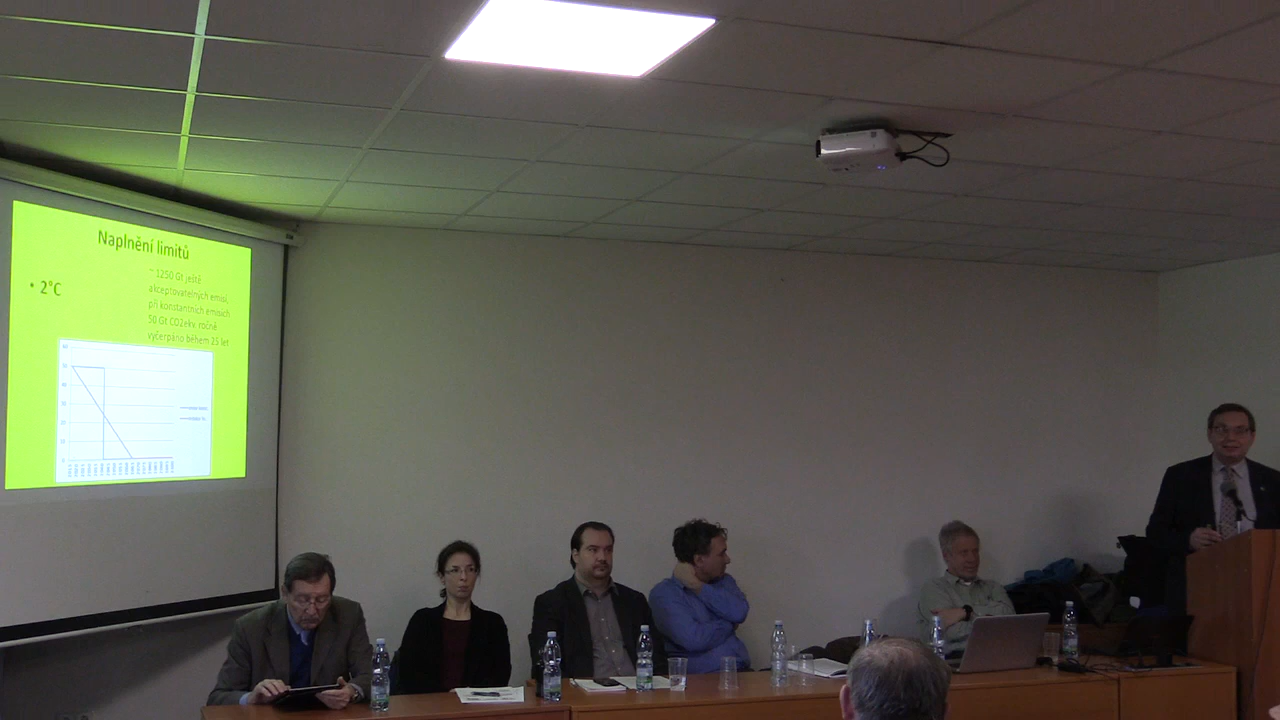 Naplnění limitů
• 2°C
~ 1250 Gt ještě
akceptovatelných emisí,
při konstantních emisích
50 Gt CO2ekv. ročně
vyčerpáno během 25 let